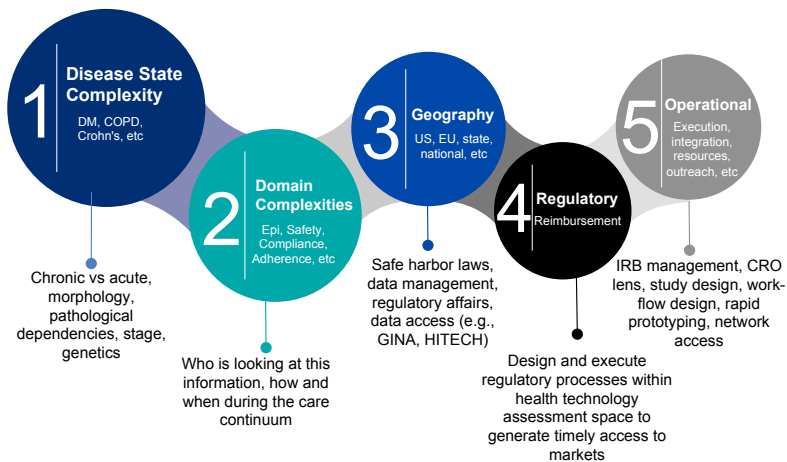 1
Disease State
Complexity
DM, COPD,
Crohn's, etc
Chronic vs acute,
morphology,
pathological
dependencies, stage,
genetics
2
Domain
Complexities
Epi, Safety,
Compliance,
Adherence, etc
Who is looking at this
information, how and
when during the care
continuum
3
Geography
US, EU, state,
national, etc
Safe harbor laws,
data management,
regulatory affairs,
data access (e.g.,
GINA, HITECH)
4
Regulatory
Reimbursement
Design and execute
regulatory processes within
health technology
assessment space to
generate timely access to
markets
5
Operational
Execution,
integration,
resources,
outreach, etc
IRB management, CRO
lens, study design, work-
flow design, rapid
prototyping, network
access